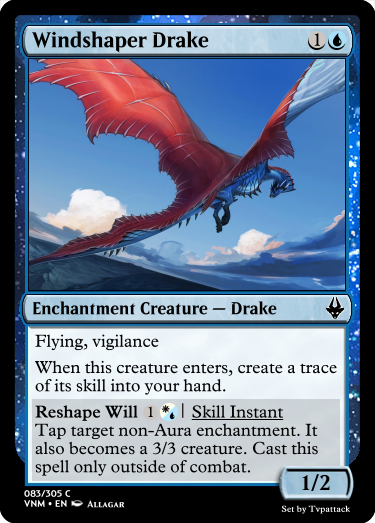 Windshaper Drake 1
Enchantment Creature — Drake
Flying, vigilance
When this creature enters, create a trace
of its skill into your hand.
Reshape Will 1 | Skill Instant
Tap target non-Aura enchantment. It
also becomes a 3/3 creature. Cast this
spell only outside of combat.
1/2
083/305 C
VNM • EN Allagar
Set by Tvpattack